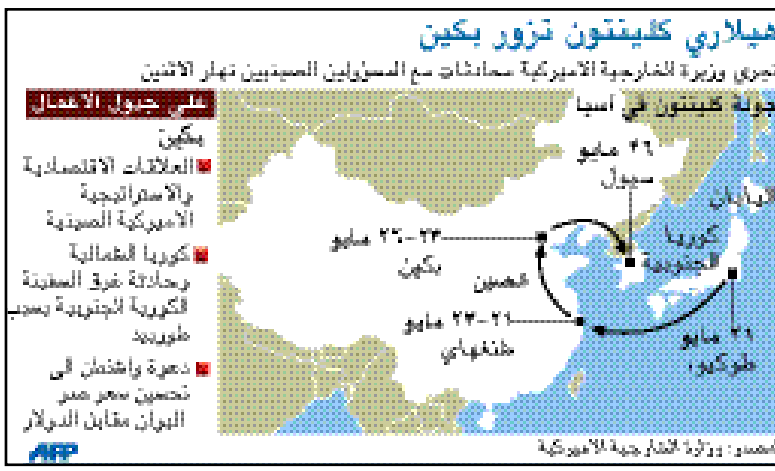 هيلاري كلينتون تزور بكين
تجري وزيرة الخارجية الاميركية محادثات مع المسؤولين الصينيين نهار الاثنين
جولة كلينتون في آسيا
على جدول الاعمال
بكين
العلاقات الاقتصادية
والاستراتيجية
الاميركية الصينية
كوريا الشمالية
وحادثة غرق السفينة
الكورية الجنوبية بسبب
طوربيد
دعوة واشنطن الى
تحسين سعر صر
اليوان مقابل الدولار
٢٦ مايو
سيول
اليابان
كوريا
الجنوبية
٢٣-٢٦ مايو
بكين
الصين
٢١-٢٣ مايو
شنغهاي
٢١ مايو
طوكيو
المصدر: وزارة الخارجية الاميركية
AFP